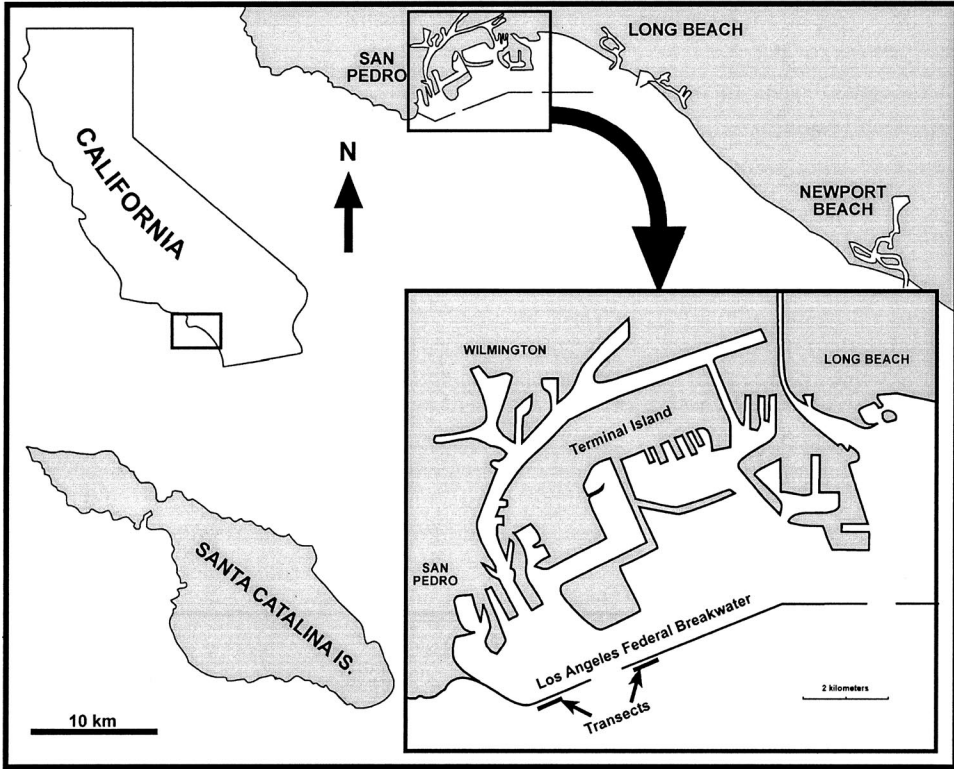 SAN
PEDRO
LONG BEACH
CALIFORNIA
N
NEWPORT
BEACH
WILMINGTON
LONG BEACH
Terminal Island
SAN
PEDRO
SANTA CATALINA IS.
Los Angeles Federal Breakwater
Transects
2 kilometers
10 km